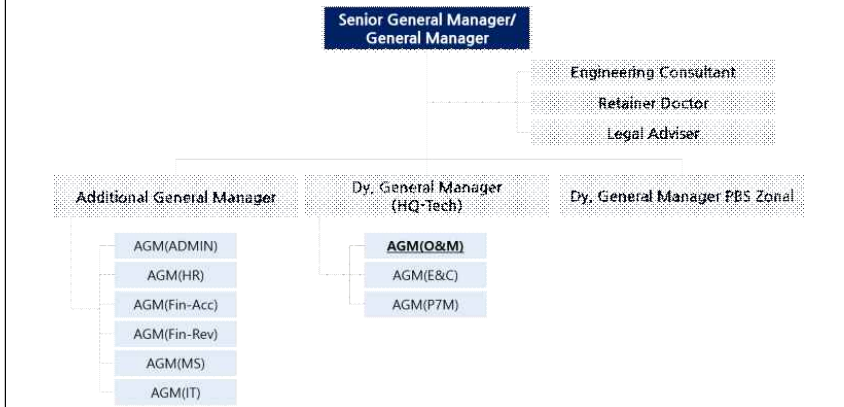 Senior General Manager/
General Manager
Engineering Consultant
Retainer Doctor
Legal Adviser
Additional General Manager
Dy, General Manager
(HQ-Tech)
Dy, General Manager PBS Zonal
AGM(ADMIN)
AGM(HR)
AGM(Fin-Acc)
AGM(Fin-Rev)
AGM(MS)
AGM(IT)
AGM(O&M)
AGM(E&C)
AGM(P7M)